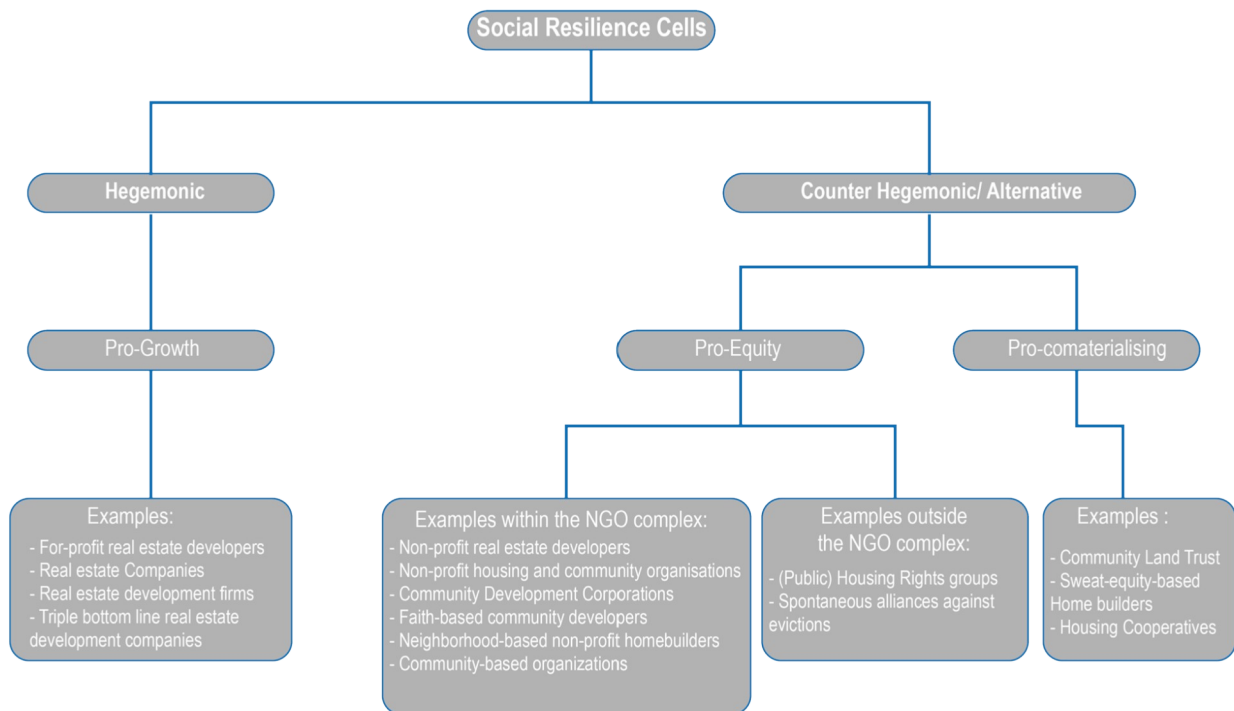 Social Resilience Cells
Hegemonic
Counter Hegemonic/ Alternative
Pro-Growth
Pro-Equity
Pro-comaterialising
Examples:
- For-profit real estate developers
- Real estate Companies
- Real estate development firms
- Triple bottom line real estate
development companies
Examples within the NGO complex:
- Non-profit real estate developers
- Non-profit housing and community organisations
- Community Development Corporations
- Faith-based community developers
- Neighborhood-based non-profit homebuilders
- Community-based organizations
Examples outside
the NGO complex:
- (Public) Housing Rights groups
- Spontaneous alliances against
evictions
Examples :
- Community Land Trust
- Sweat-equity-based
Home builders
- Housing Cooperatives